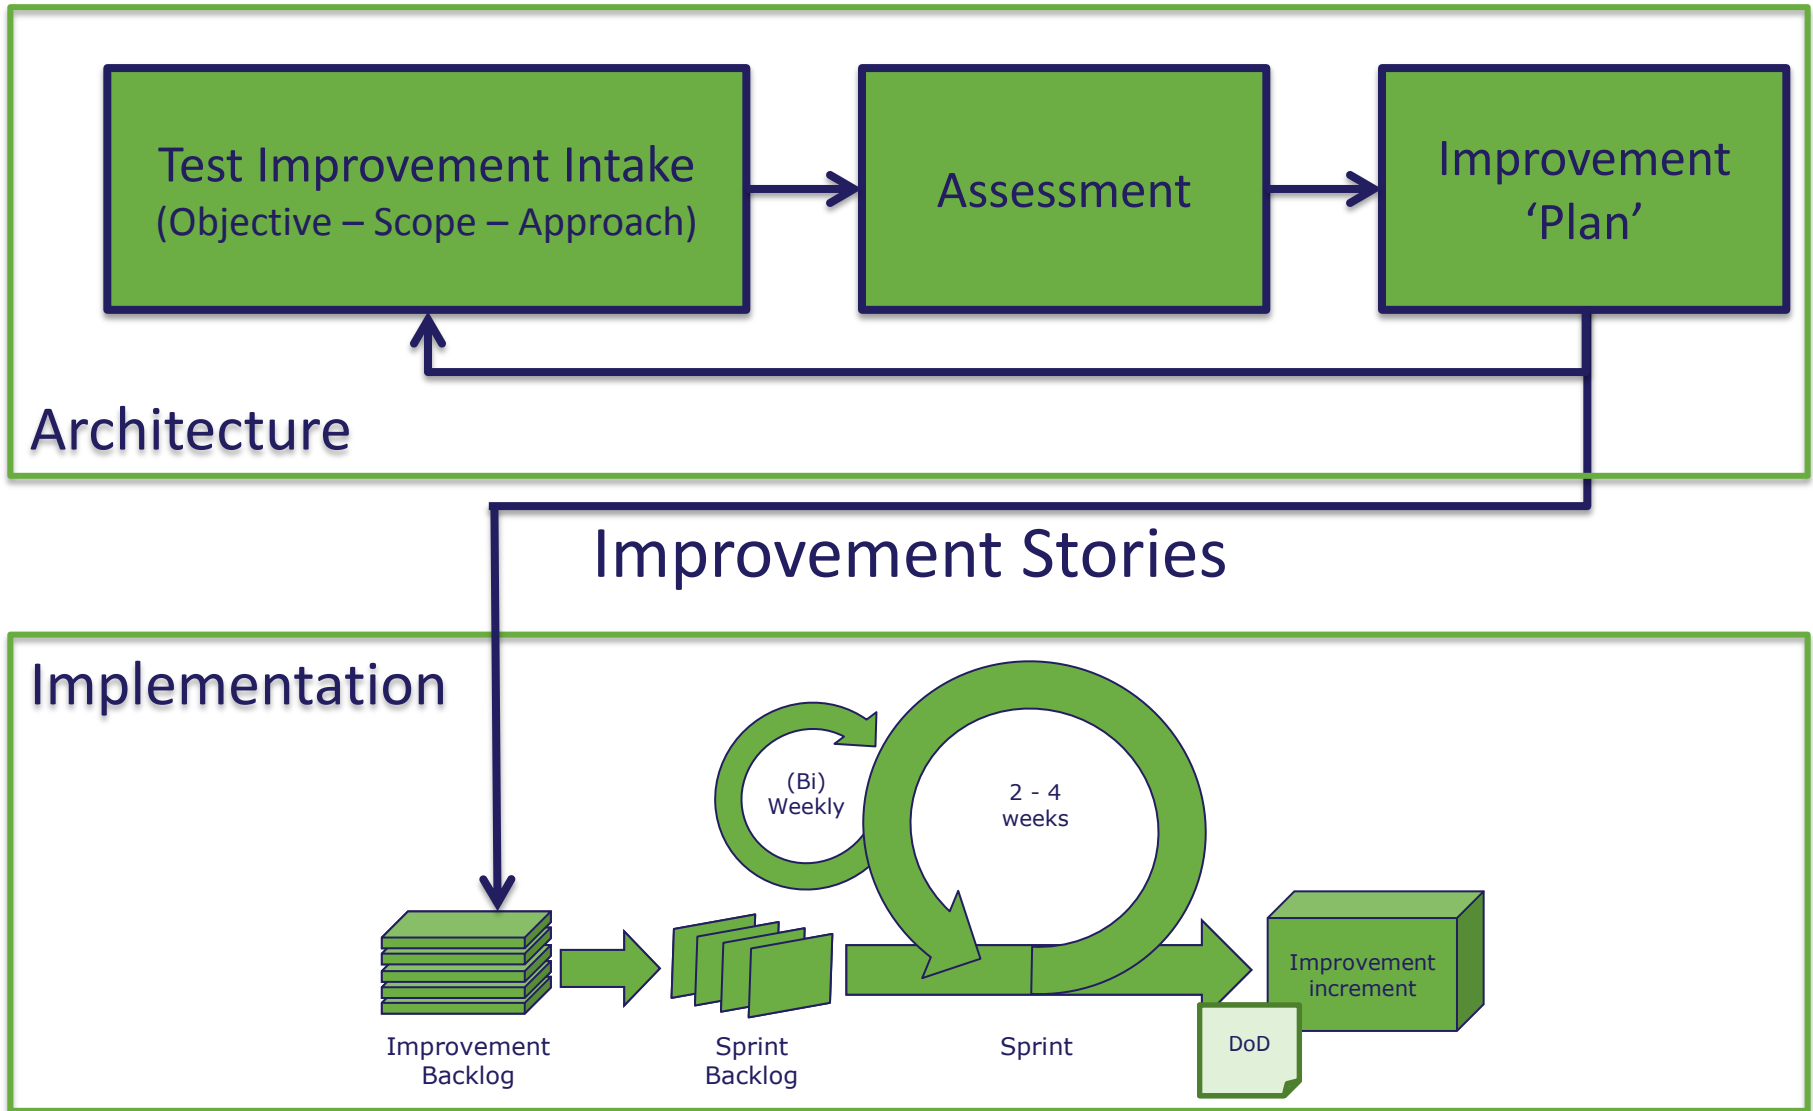 Test Improvement Intake
(Objective – Scope – Approach)
Assessment
Improvement
‘Plan’
Architecture
Improvement Stories
Implementation
(Bi)
Weekly
2 - 4
weeks
Improvement
increment
DoD
Improvement
Backlog
Sprint
Backlog
Sprint